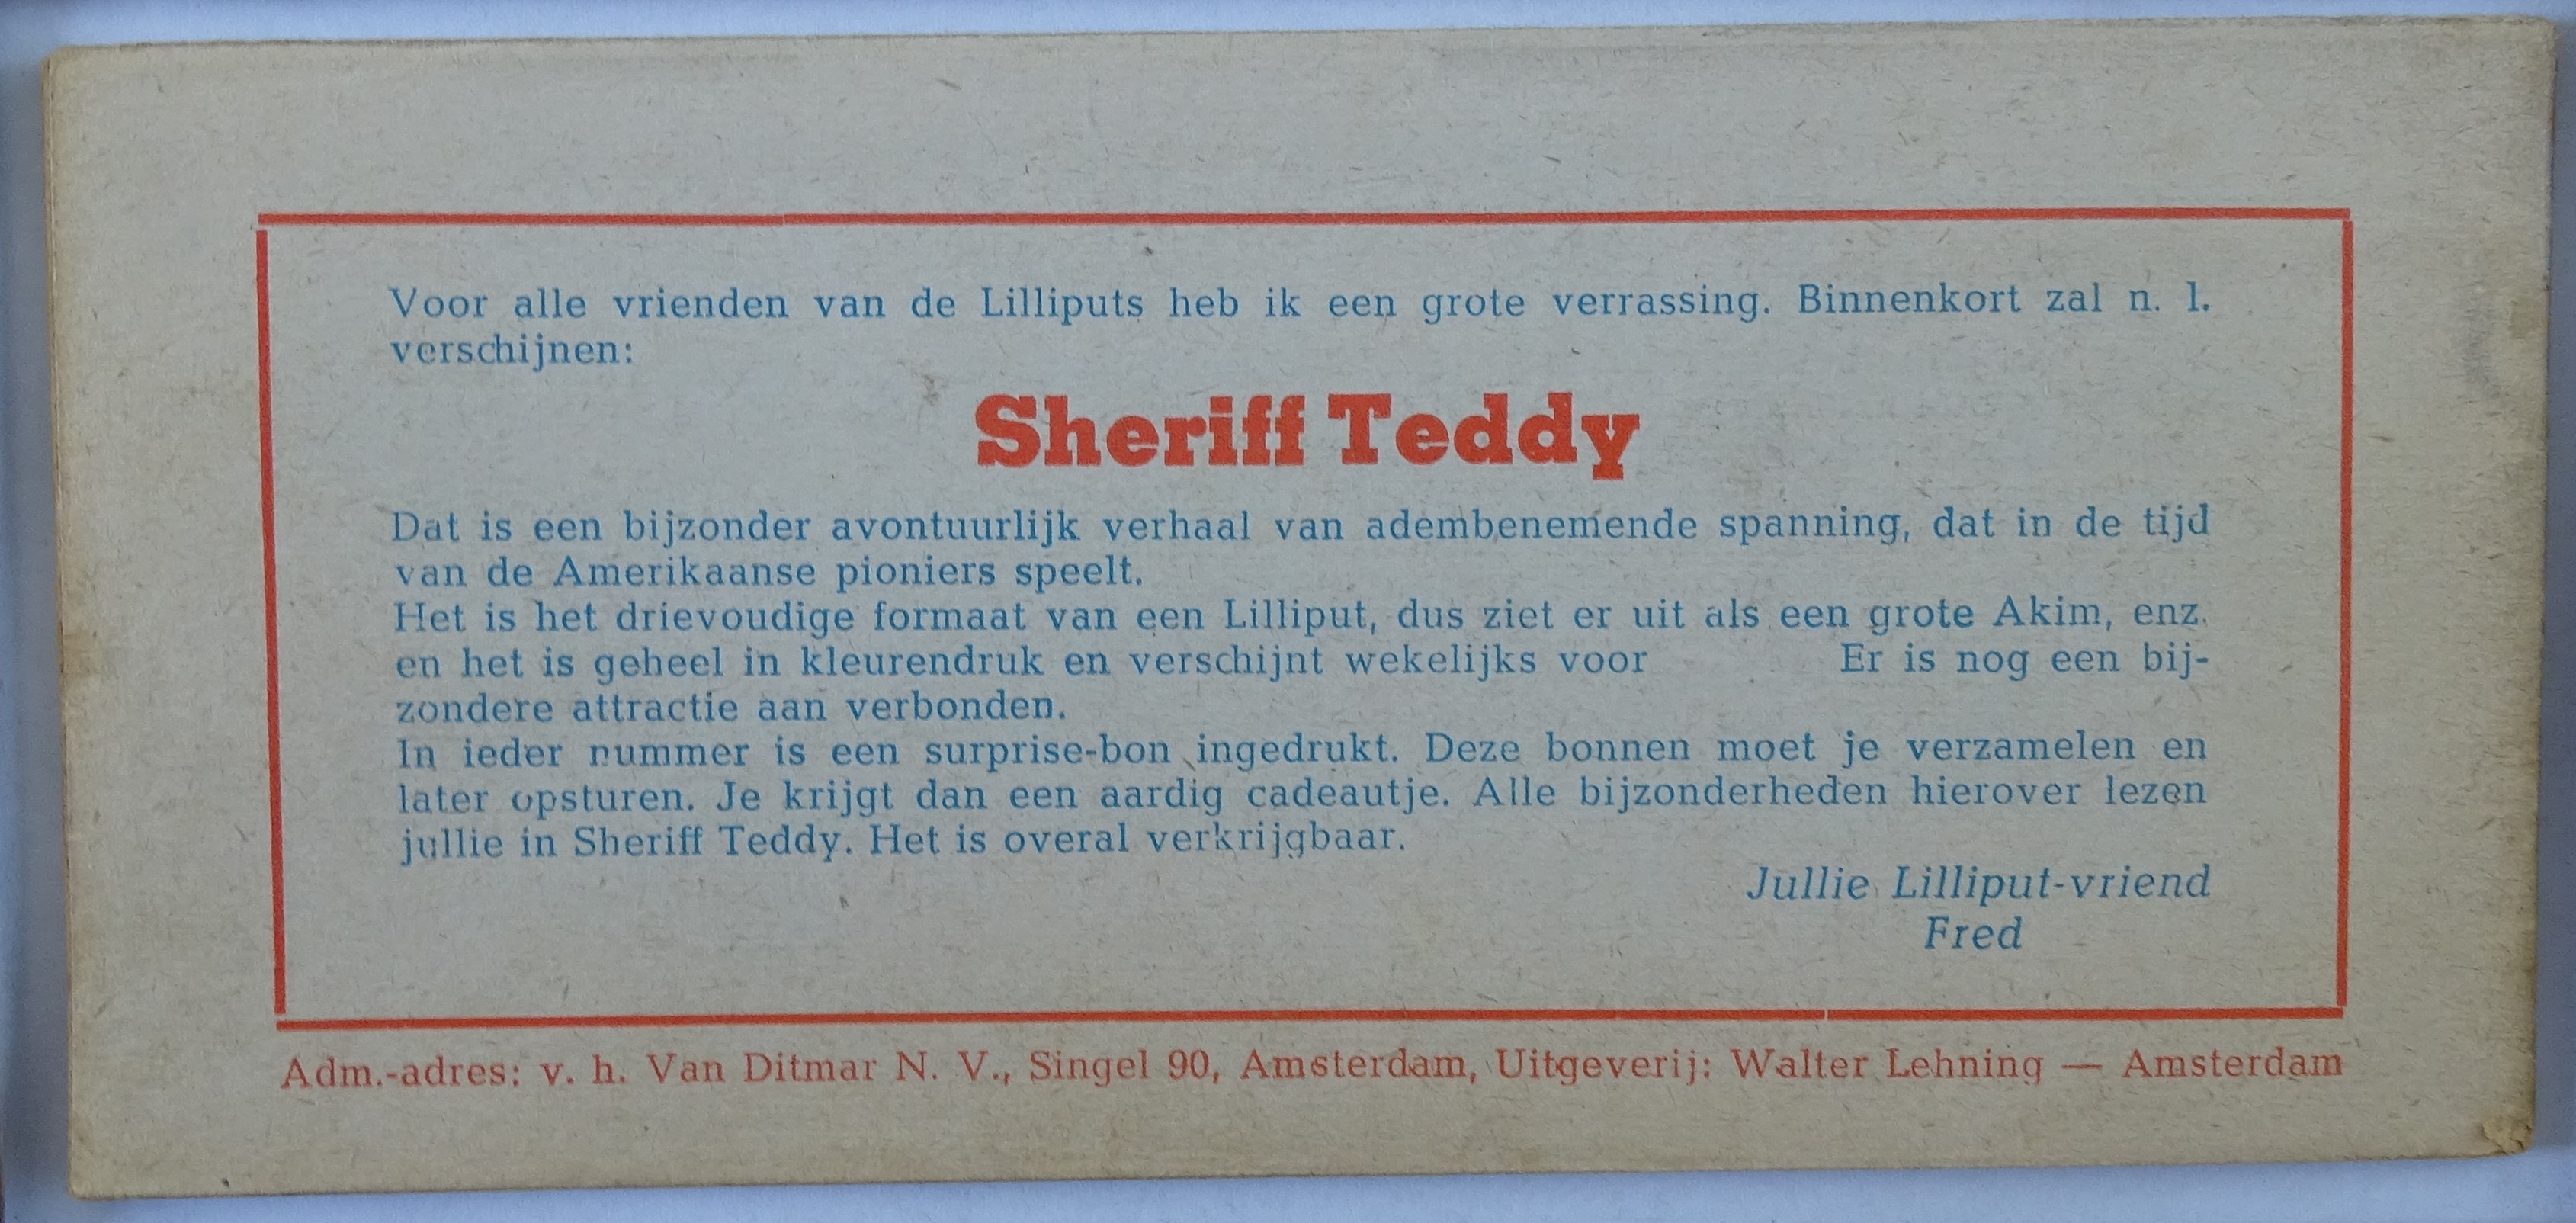 Voor alle vrienden van de Lilliputs heb ik een grote verrassing. Binnenkort zal n. l.
verschijnen:
Sheriff Teddy
Dat is een bijzonder avontuurlijk verhaal van adembenemende spanning, dat in de tijd
van de Amerikaanse pioniers speelt.
Het is het drievoudige formaat van een Lilliput, dus ziet er uit als een grote Akim, enz.
en het is geheel in kleurendruk en verschijnt wekelijks voor Er is nog een bij-
zondere attractie aan verbonden.
In ieder nummer is een surprise-bon ingedrukt. Deze bonnen moet je verzamelen en
later opsturen. Je krijgt dan een aardig cadeautje. Alle bijzonderheden hierover lezen
jullie in Sheriff Teddy. Het is overal verkrijgbaar.
Jullie Lilliput-vriend
Fred
Adm.-adres: v. h. Van Ditmar N. V., Singel 90, Amsterdam, Uitgeverij: Walter Lehning — Amsterdam